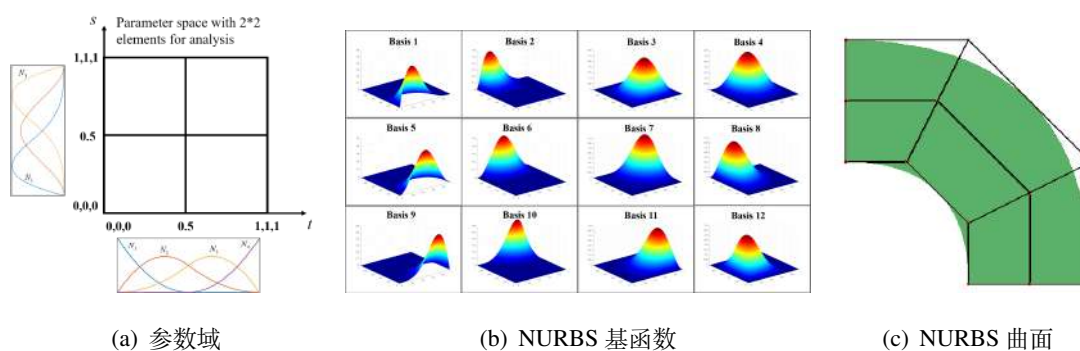 S
Parameter space with 2*2
elements for analysis
1,1,1
0.5
0,0,0
0,0,0
0.5
1,1,1
t
N₁
N₁
N₂
N₃
N₄
Basis 1
Basis 2
Basis 3
Basis 4
Basis 5
Basis 6
Basis 7
Basis 8
Basis 9
Basis 10
Basis 11
Basis 12
(a) 参数域
(b) NURBS 基函数
(c) NURBS 曲面